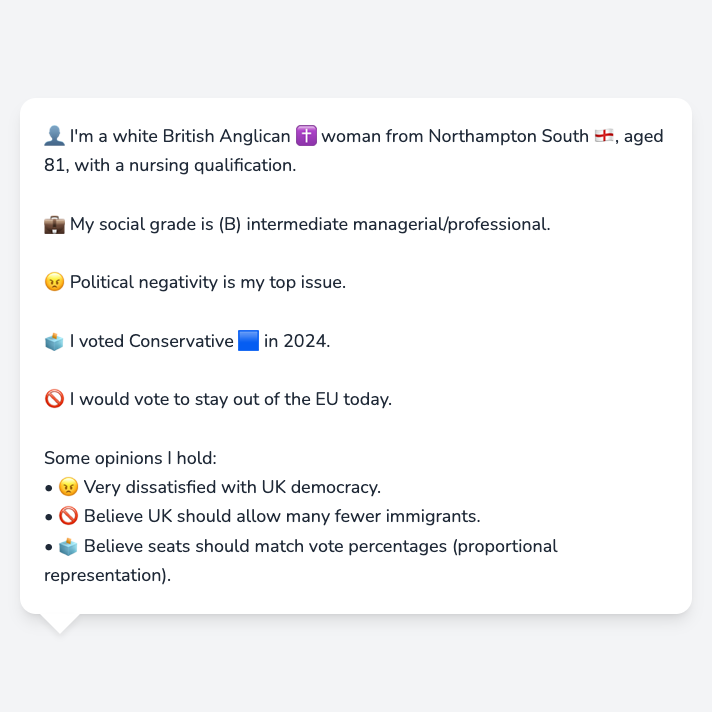 👤 I'm a white British Anglican ✝️ woman from Northampton South 🏴󠁧󠁢󠁥󠁮󠁧󠁿, aged
81, with a nursing qualification.
💼 My social grade is (B) intermediate managerial/professional.
😠 Political negativity is my top issue.
🗳️ I voted Conservative 🟦 in 2024.
🚫 I would vote to stay out of the EU today.
Some opinions I hold:
• 😠 Very dissatisfied with UK democracy.
• 🚫 Believe UK should allow many fewer immigrants.
• 🗳️ Believe seats should match vote percentages (proportional
representation).